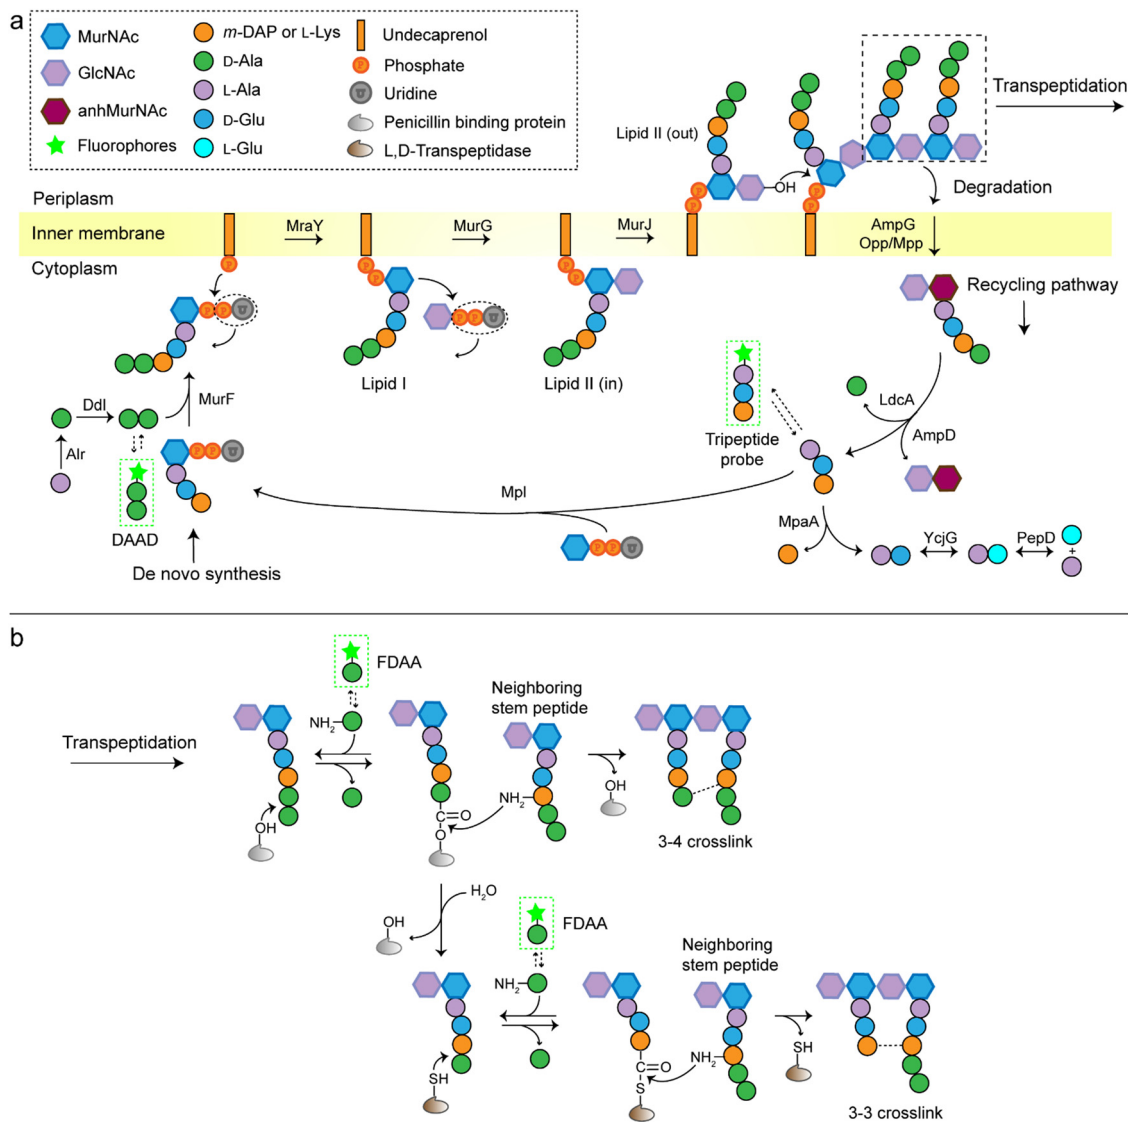 a
MurNAc
GlcNAc
anhMurNAc
Fluorophores
m-DAP or L-Lys
D-Ala
L-Ala
D-Glu
L-Glu
Undecaprenol
P Phosphate
U Uridine
Penicillin binding protein
L,D-Transpeptidase
Lipid II (out)
OH
P
P
P
P
Transpeptidation
Degradation
Periplasm
Inner membrane
Cytoplasm
MraY
MurG
MurJ
AmpG
Opp/Mpp
Recycling pathway
P
P P U
P
P
P P U
P
P
Lipid I
Lipid II (in)
Ddl
MurF
Alr
P P U
DAAD
De novo synthesis
Mpl
P P U
Tripeptide
probe
LdcA
AmpD
MpaA
YcjG
PepD
+
b
Transpeptidation
FDAA
NH2
OH
C=O
O
Neighboring
stem peptide
NH2
OH
3-4 crosslink
H2O
OH
FDAA
NH2
SH
C=O
S
Neighboring
stem peptide
NH2
SH
3-3 crosslink